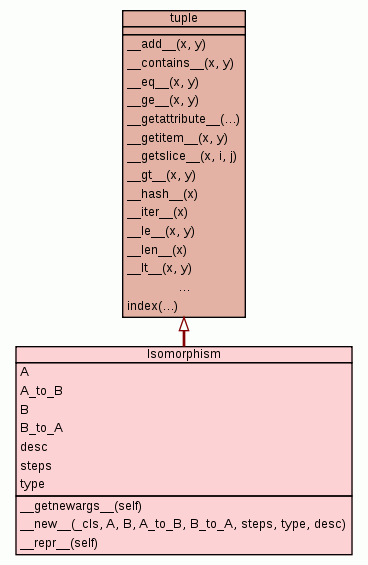 tuple
__add__(x, y)
__contains__(x, y)
__eq__(x, y)
__ge__(x, y)
__getattribute__(...)
__getitem__(x, y)
__getslice__(x, i, j)
__gt__(x, y)
__hash__(x)
__iter__(x)
__le__(x, y)
__len__(x)
__lt__(x, y)
...
index(...)
Isomorphism
A
A_to_B
B
B_to_A
desc
steps
type
__getnewargs__(self)
__new__(_cls, A, B, A_to_B, B_to_A, steps, type, desc)
__repr__(self)